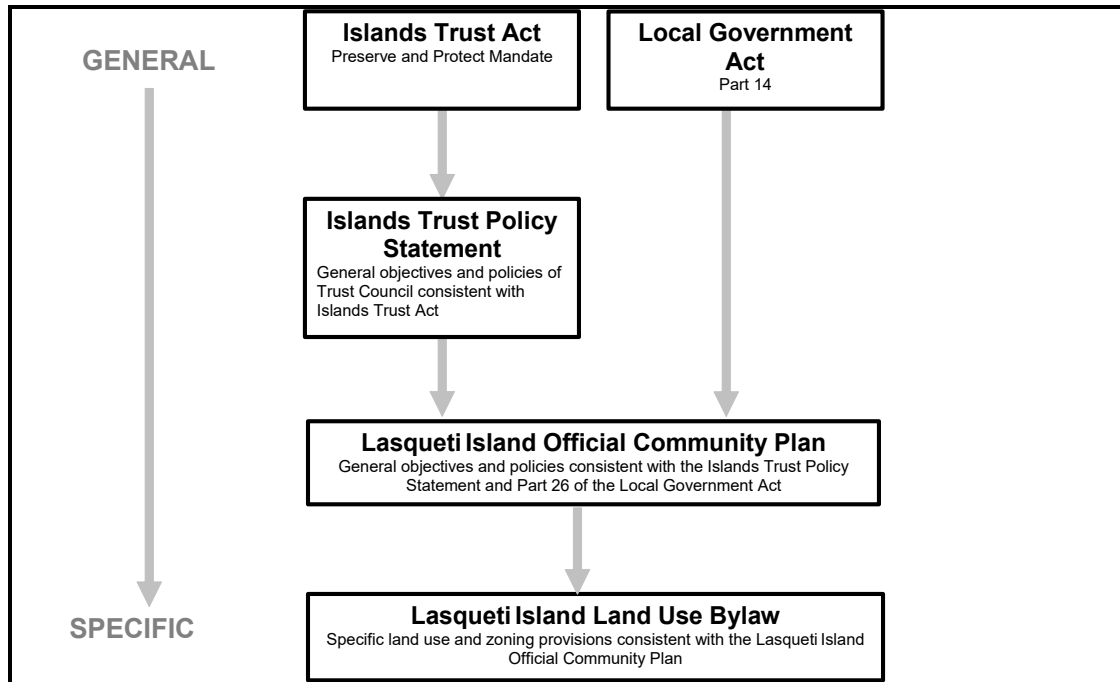 GENERAL
Islands Trust Act
Preserve and Protect Mandate
Local Government
Act
Part 14
Islands Trust Policy
Statement
General objectives and policies of
Trust Council consistent with
Islands Trust Act
Lasqueti Island Official Community Plan
General objectives and policies consistent with the Islands Trust Policy
Statement and Part 26 of the Local Government Act
SPECIFIC
Lasqueti Island Land Use Bylaw
Specific land use and zoning provisions consistent with the Lasqueti Island
Official Community Plan